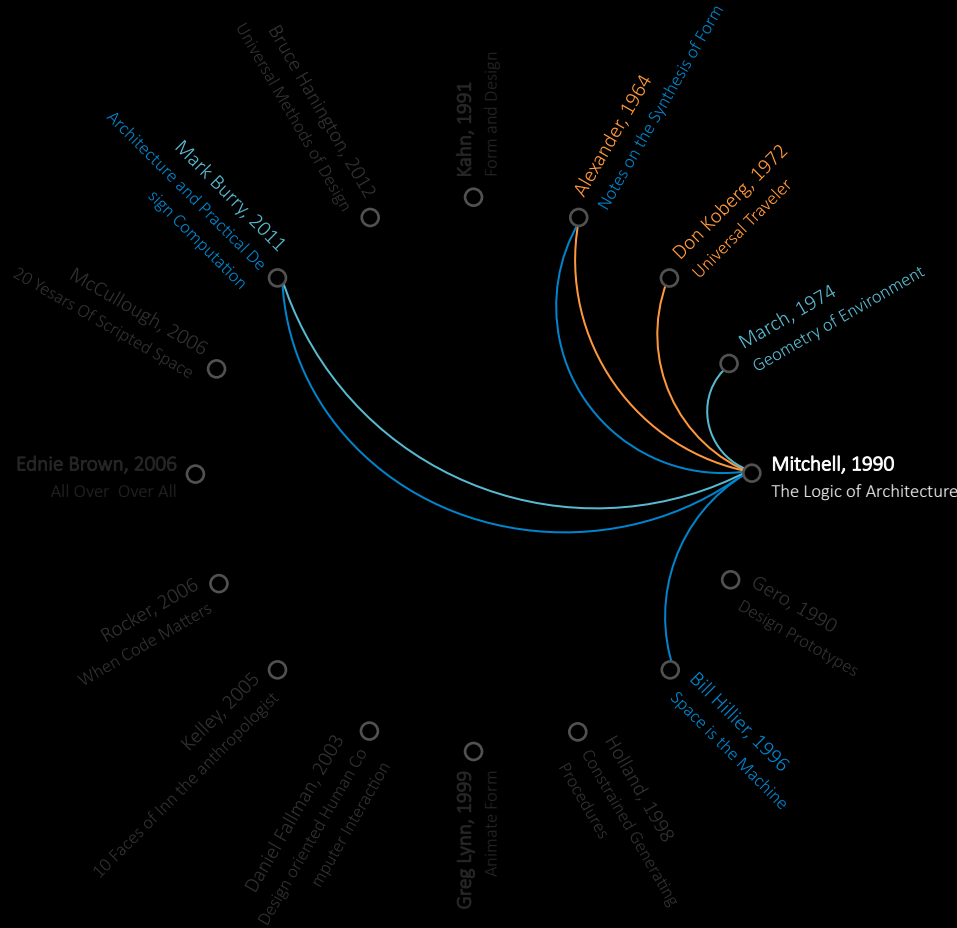 Kahn, 1991
Form and Design
Alexander, 1964
Notes on the Synthesis of Form
Don Koberg, 1972
Universal Traveler
March, 1974
Geometry of Environment
Mitchell, 1990
The Logic of Architecture
Gero, 1990
Design Prototypes
Bill Hillier, 1996
Space is the Machine
Holland, 1998
Constrained Generating
Procedures
Greg Lynn, 1999
Animate Form
Daniel Fallman, 2003
Design oriented Human Co
mputer Interaction
Kelley, 2005
10 Faces of Inn the anthropologist
Rocker, 2006
When Code Matters
Ednie Brown, 2006
All Over  Over All
McCullough, 2006
20 Yesars Of Scripted Space
Mark Burry, 2011
Architecture and Practical De
sign Computation
Bruce Hanington, 2012
Universal Methods of Design